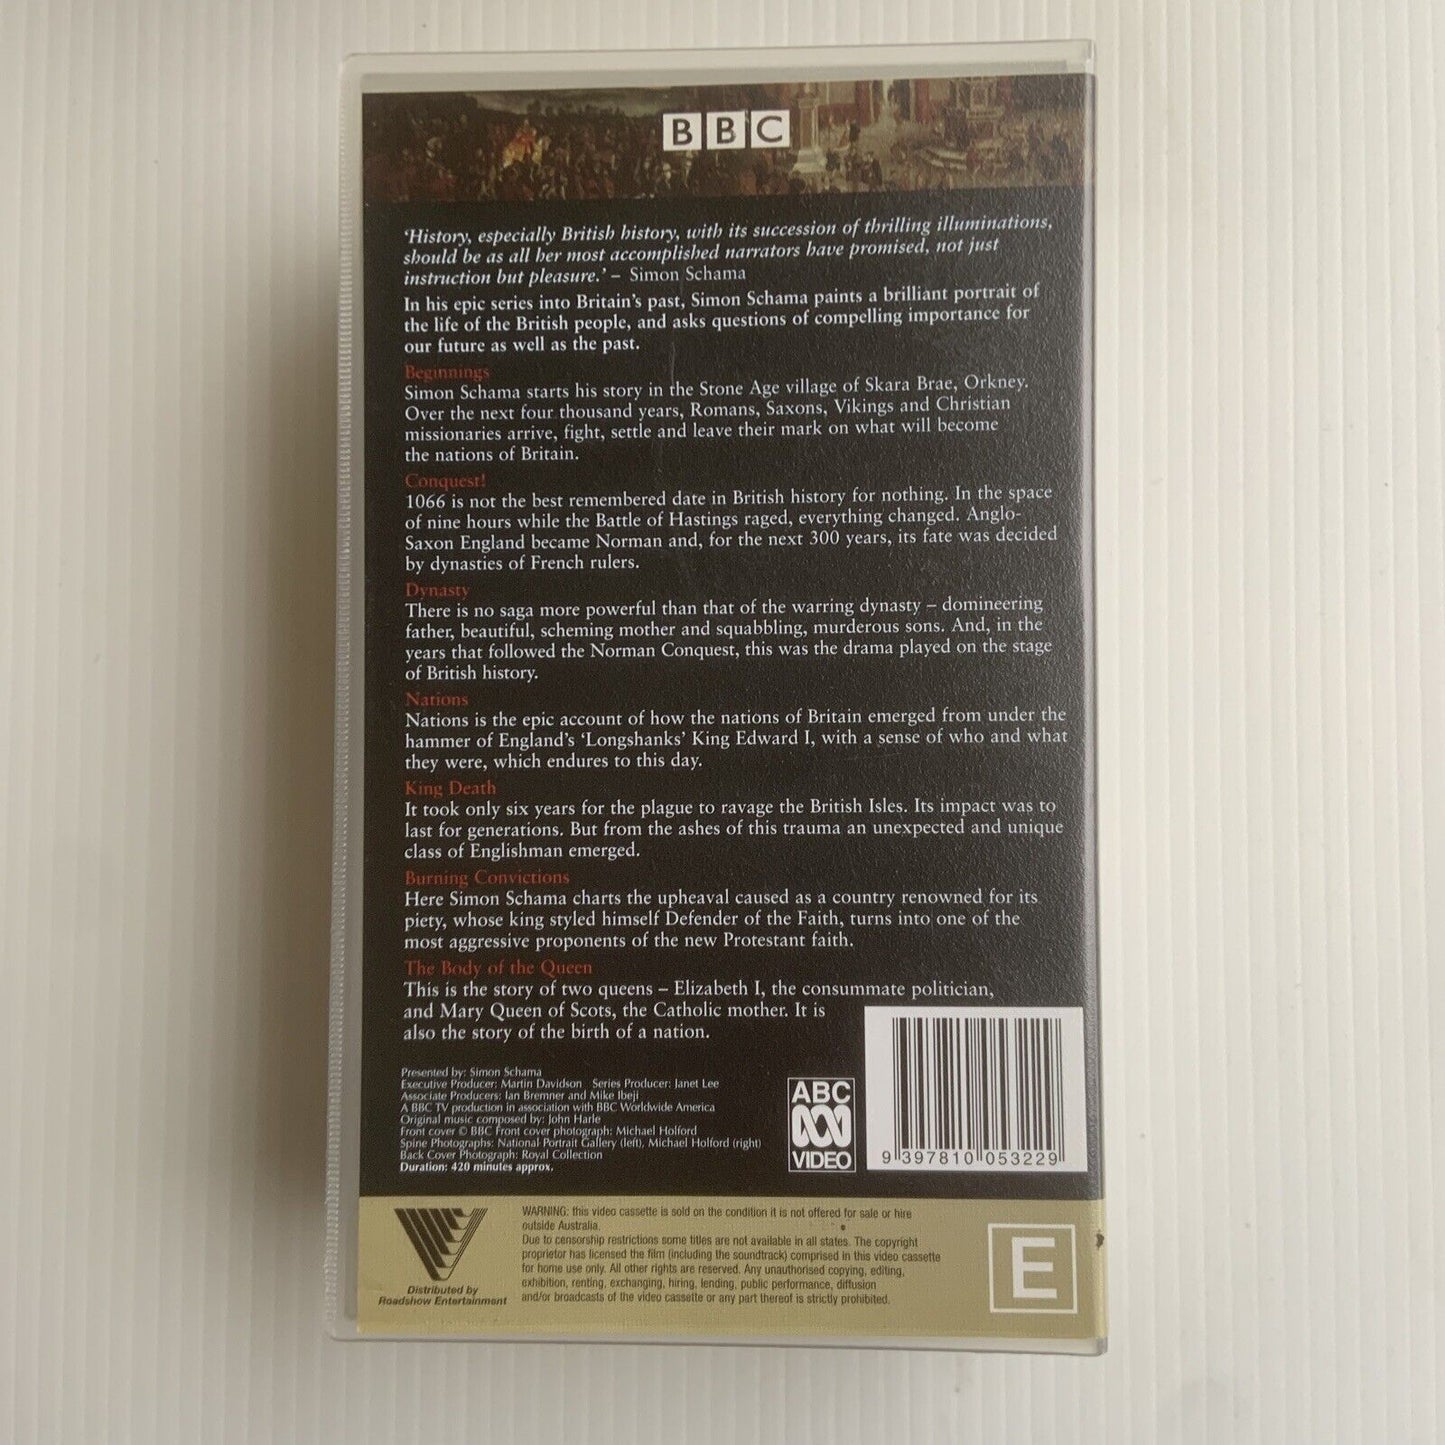 BBC
'History, especially British history, with its succession of thrilling illuminations,
should be as all her most accomplished narrators have promised, not just
instruction but pleasure.' – Simon Schama
In his epic series into Britain's past, Simon Schama paints a brilliant portrait of
the life of the British people, and asks questions of compelling importance for
our future as well as the past.
Beginnings
Simon Schama starts his story in the Stone Age village of Skara Brae, Orkney.
Over the next four thousand years, Romans, Saxons, Vikings and Christian
missionaries arrive, fight, settle and leave their mark on what will become
the nations of Britain.
Conquest!
1066 is not the best remembered date in British history for nothing. In the space
of nine hours while the Battle of Hastings raged, everything changed. Anglo-
Saxon England became Norman and, for the next 300 years, its fate was decided
by dynasties of French rulers.
Dynasty
There is no saga more powerful than that of the warring dynasty – domineering
father, beautiful, scheming mother and squabbling, murderous sons. And, in the
years that followed the Norman Conquest, this was the drama played on the stage
of British history.
Nations
Nations is the epic account of how the nations of Britain emerged from under the
hammer of England's 'Longshanks' King Edward I, with a sense of who and what
they were, which endures to this day.
King Death
It took only six years for the plague to ravage the British Isles. Its impact was to
last for generations. But from the ashes of this trauma an unexpected and unique
class of Englishman emerged.
Burning Convictions
Here Simon Schama charts the upheaval caused as a country renowned for its
piety, whose king styled himself Defender of the Faith, turns into one of the
most aggressive proponents of the new Protestant faith.
The Body of the Queen
This is the story of two queens – Elizabeth I, the consummate politician,
and Mary Queen of Scots, the Catholic mother. It is
also the story of the birth of a nation.
Presented by: Simon Schama
Executive Producer: Martin Davidson Series Producer: Janet Lee
Associate Producers: Ian Bremner and Mike Ibeji
A BBC TV production in association with BBC Worldwide America
Original music composed by: John Harle
Front cover © BBC Front cover photograph: Michael Holford
Spine Photographs: National Portrait Gallery (left), Michael Holford (right)
Back Cover Photograph: Royal Collection
Duration: 420 minutes approx.
ABC
VIDEO
9 397810 053229
Distributed by
Roadshow Entertainment
WARNING: this video cassette is sold on the condition it is not offered for sale or hire
outside Australia.
Due to censorship restrictions some titles are not available in all states. The copyright
proprietor has licensed the film (including the soundtrack) comprised in this video cassette
for home use only. All other rights are reserved. Any unauthorised copying, editing,
exhibition, renting, exchanging, hiring, lending, public performance, diffusion
and/or broadcasts of the video cassette or any part thereof is strictly prohibited.
E